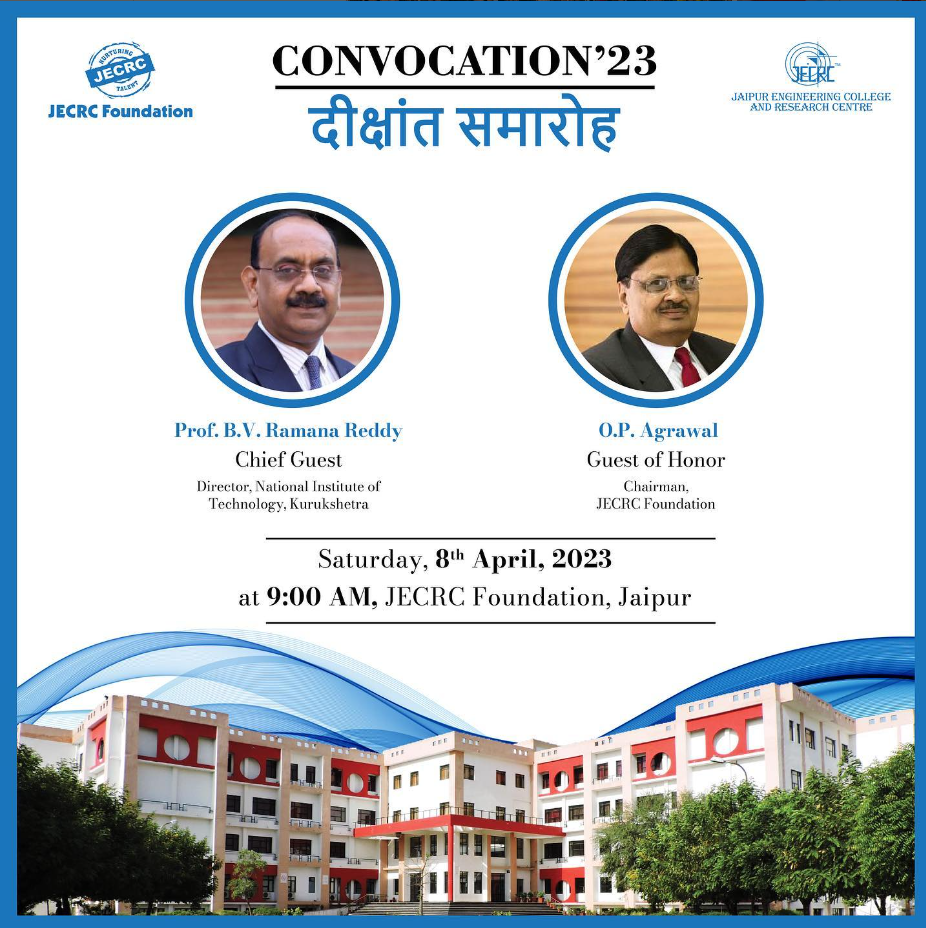 NURTURING
JECRC
TALENT
JECRC Foundation
CONVOCATION’23
दीक्षांत समारोह
JECRC
JAIPUR ENGINEERING COLLEGE
AND RESEARCH CENTRE
Prof. B.V. Ramana Reddy
Chief Guest
Director, National Institute of
Technology, Kurukshetra
O.P. Agrawal
Guest of Honor
Chairman,
JECRC Foundation
Saturday, 8th April, 2023
at 9:00 AM, JECRC Foundation, Jaipur